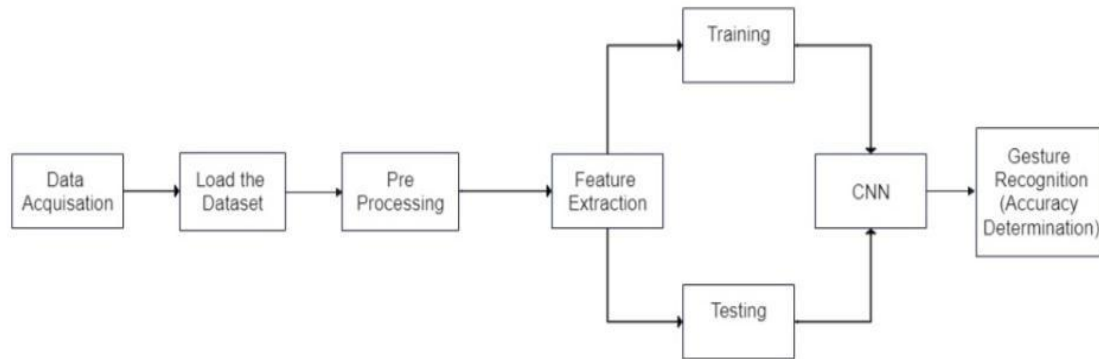 Data
Acquisation
Load the
Dataset
Pre
Processing
Feature
Extraction
Training
Testing
CNN
Gesture
Recognition
(Accuracy
Determination)